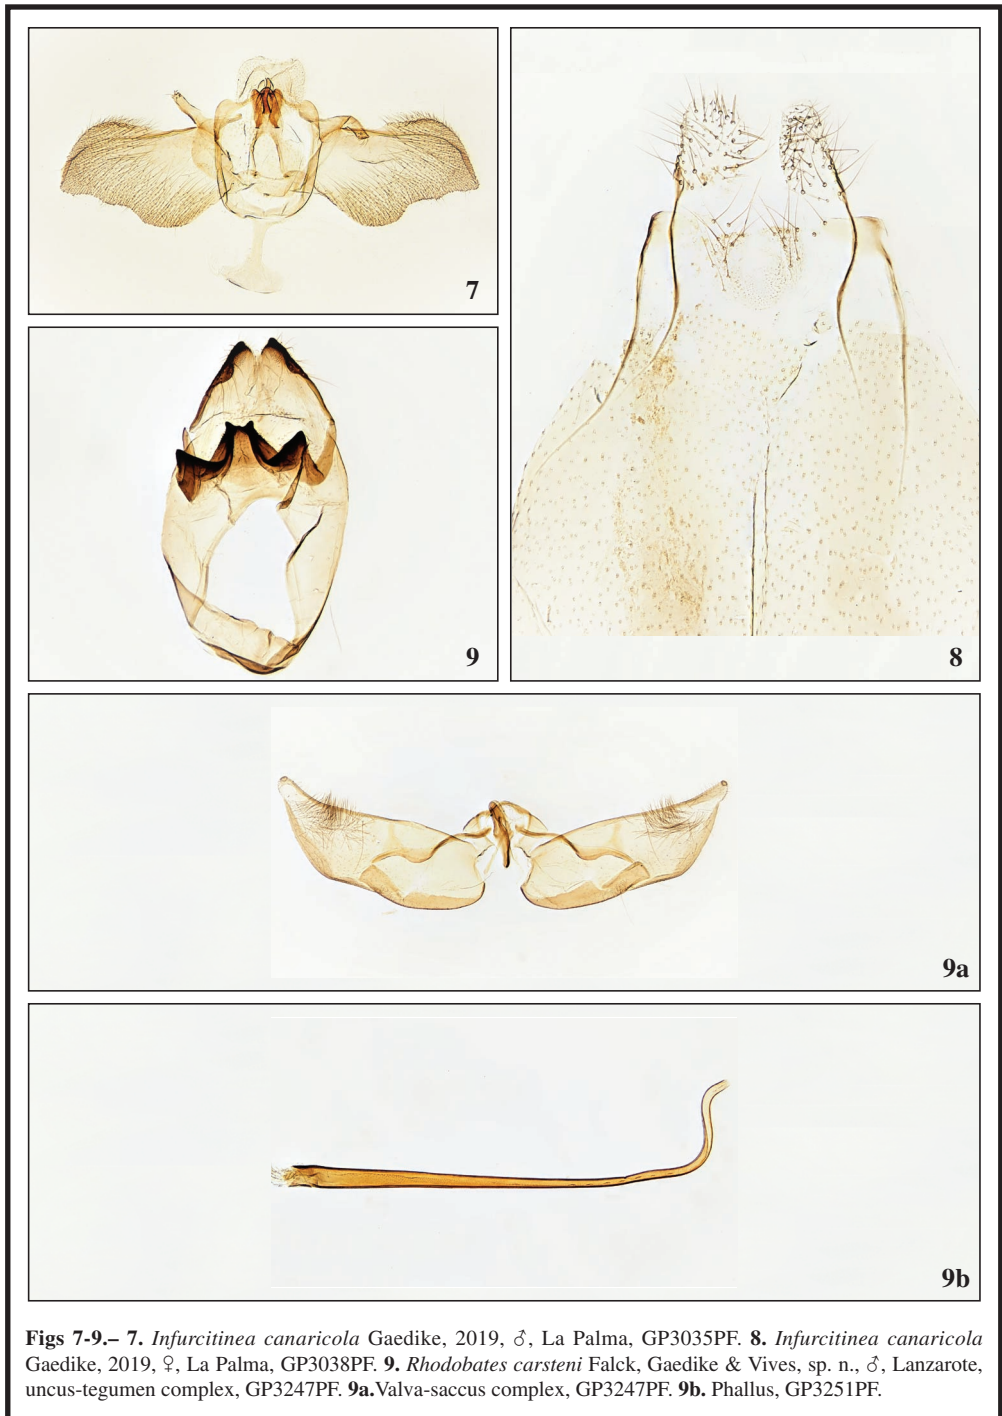 7
8
9
9a
9b
Figs 7-9.– 7. Infurcitinea canaricola Gaedike, 2019, ♂, La Palma, GP3035PF. 8. Infurcitinea canaricola
Gaedike, 2019, ♀, La Palma, GP3038PF. 9. Rhodobates carsteni Falck, Gaedike & Vives, sp. n., ♂, Lanzarote,
uncus-tegumen complex, GP3247PF. 9a.Valva-saccus complex, GP3247PF. 9b. Phallus, GP3251PF.